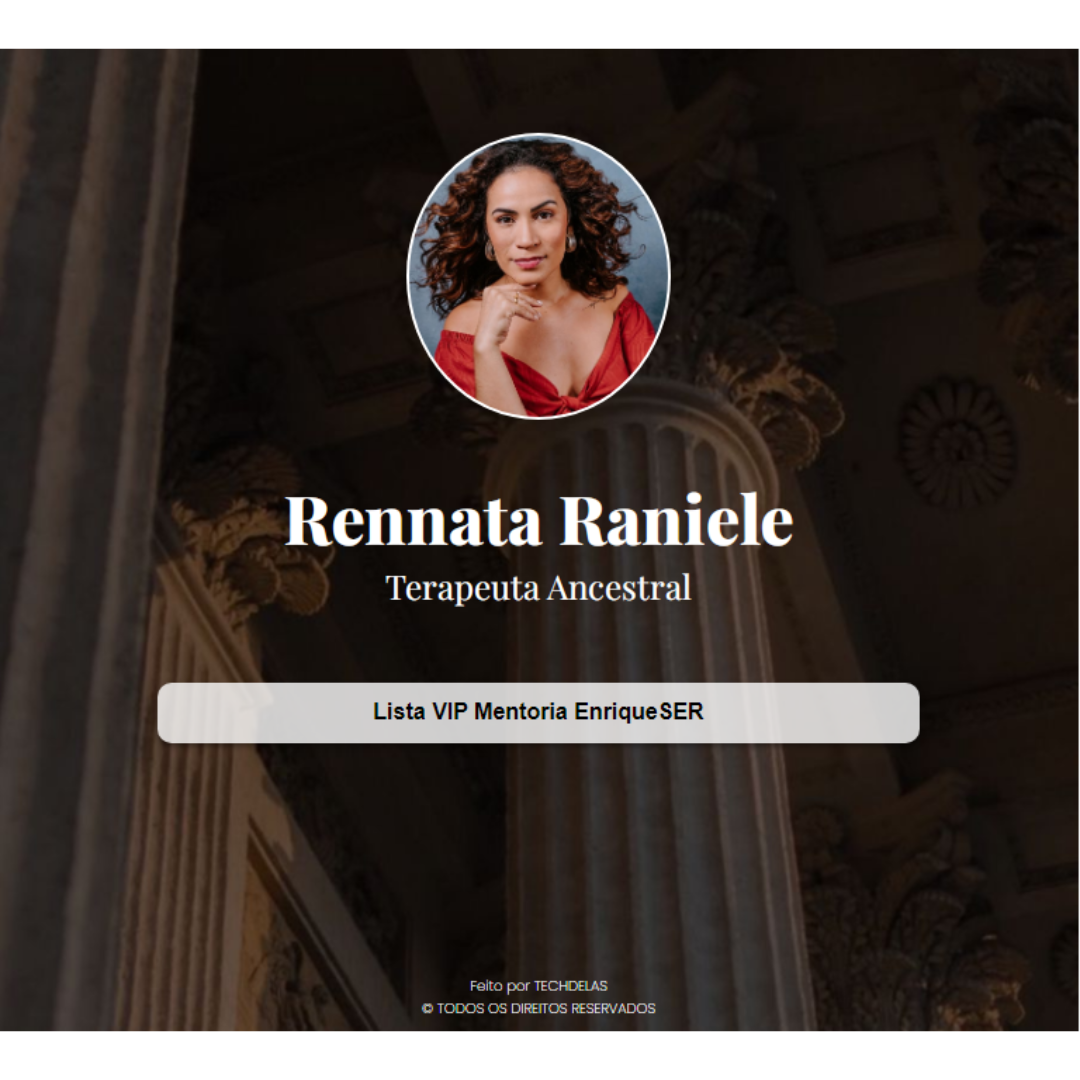 Rennata Raniele
Terapeuta Ancestral
Lista VIP Mentoria EnriqueSER
Feito por TECHDELAS
© TODOS OS DIREITOS RESERVADOS